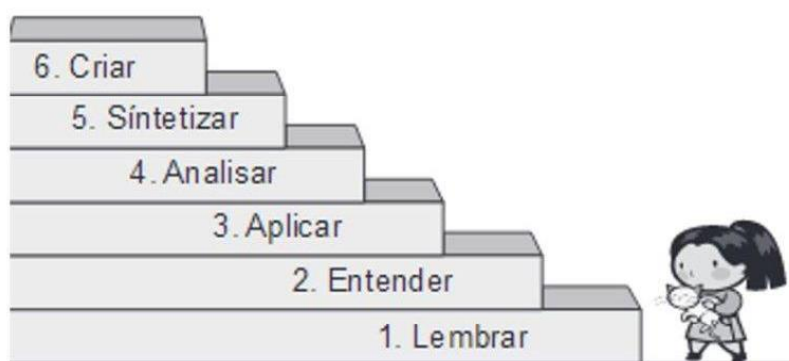 6. Criar
5. Síntetizar
4. Analisar
3. Aplicar
2. Entender
1. Lembrar